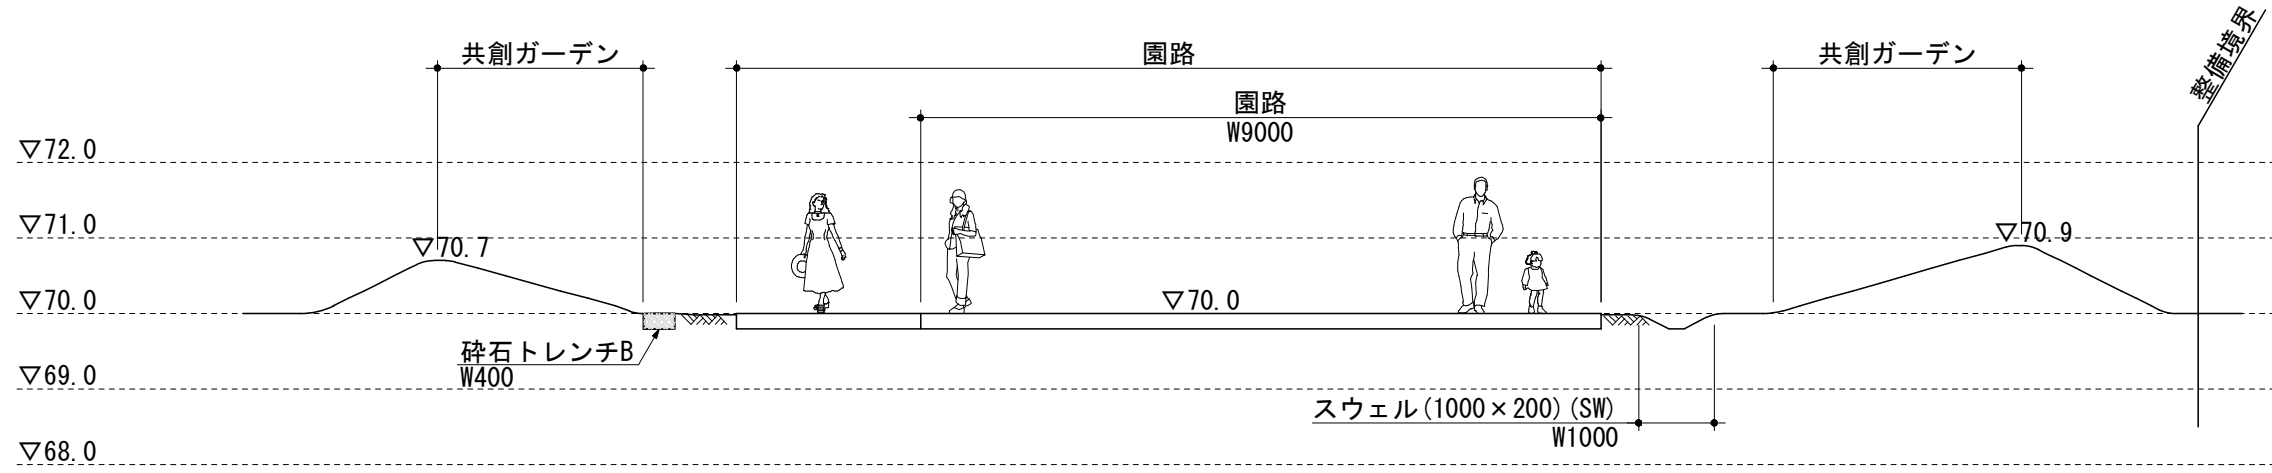 整備境界
共創ガーデン
園路
共創ガーデン
園路
W9000
▽72.0
▽71.0
▽70.7
▽70.9
▽70.0
▽70.0
砕石トレンチB
W400
▽69.0
スウェル(1000×200)(SW)
W1000
▽68.0